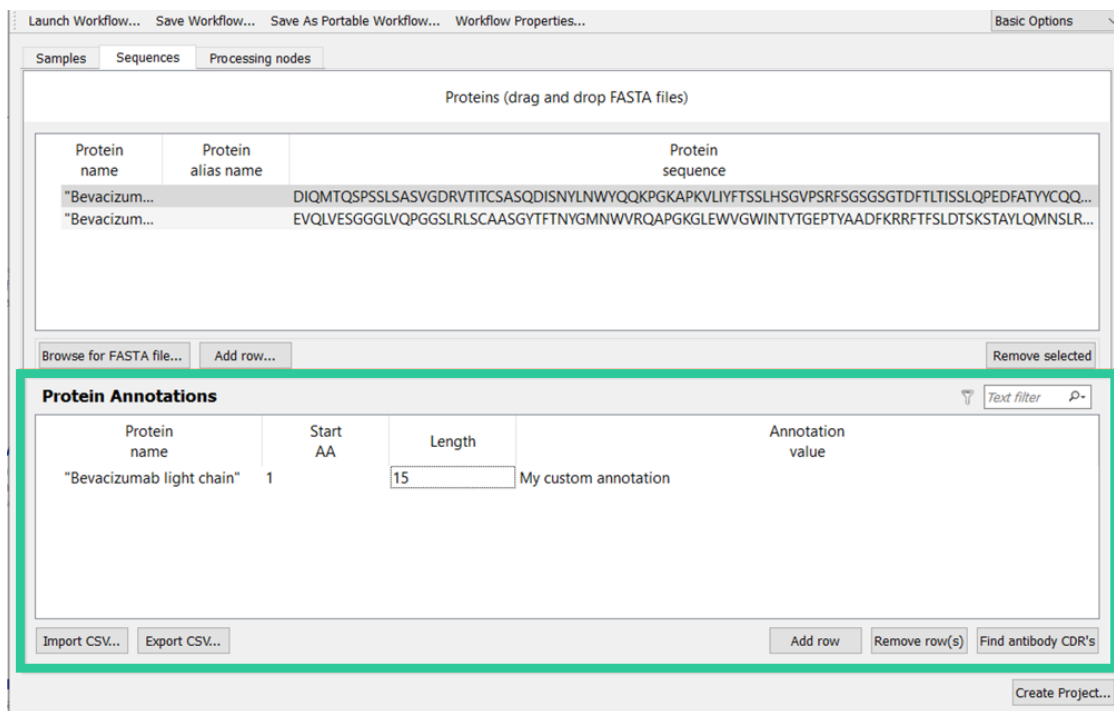 Launch Workflow... Save Workflow... Save As Portable Workflow... Workflow Properties... Basic Options
Samples Sequences Processing nodes
Proteins (drag and drop FASTA files)
Protein name Protein alias name Protein sequence
"Bevacizum... DIQMTQSPSSLSASVGDRVTITCSASQDISNYLNWYQQKPGKAPKVLIYFTSSLHSGVPSRFSGSGSGTDFTLTISSLQPEDFATYYCQQ...
"Bevacizum... EVQLVESGGGLVQPGGSLRLSCAASGYTFTNYGMNWVRQAPGKGLEWVGWINTYTGEPTYAADFKRRFTFSLDTSKSTAYLQMNSLR...
Browse for FASTA file... Add row... Remove selected
Protein Annotations Text filter
Protein name Start AA Length Annotation value
"Bevacizumab light chain" 1 15 My custom annotation
Import CSV... Export CSV... Add row Remove row(s) Find antibody CDR's
Create Project...